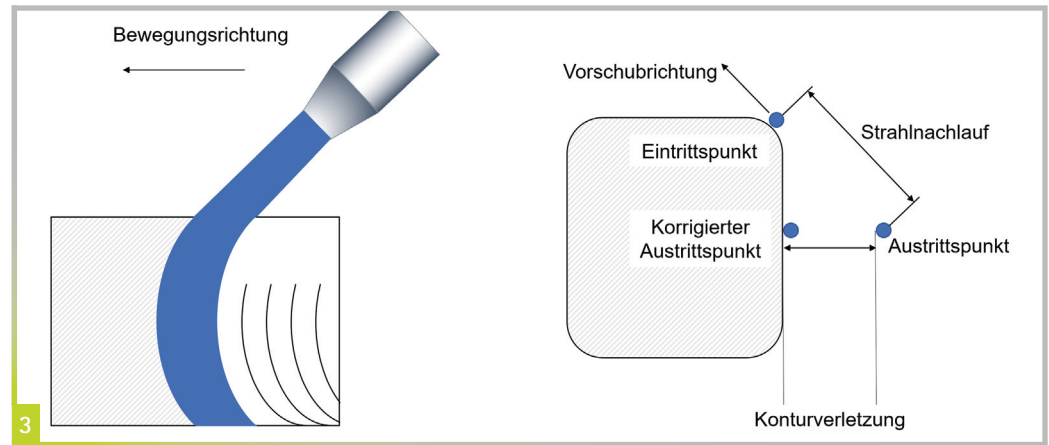 Bewegungsrichtung
Vorschubrichtung
Strahlnachlauf
Eintrittspunkt
Korrigierter
Austrittspunkt
Austrittspunkt
Konturverletzung
3